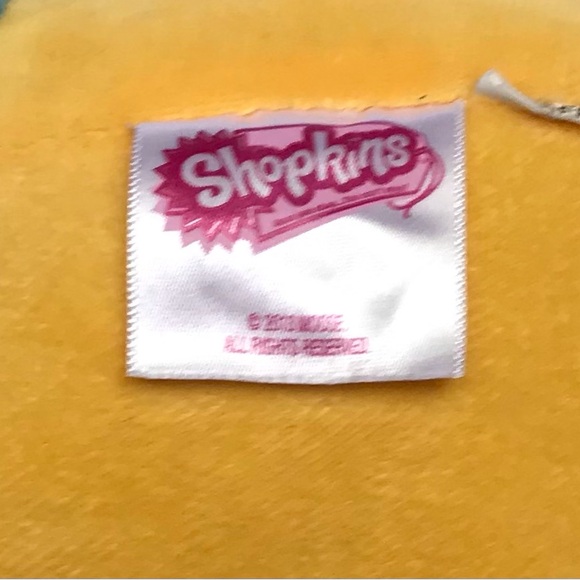 Shopkins
© 2013 MOOSE.
ALL RIGHTS RESERVED.